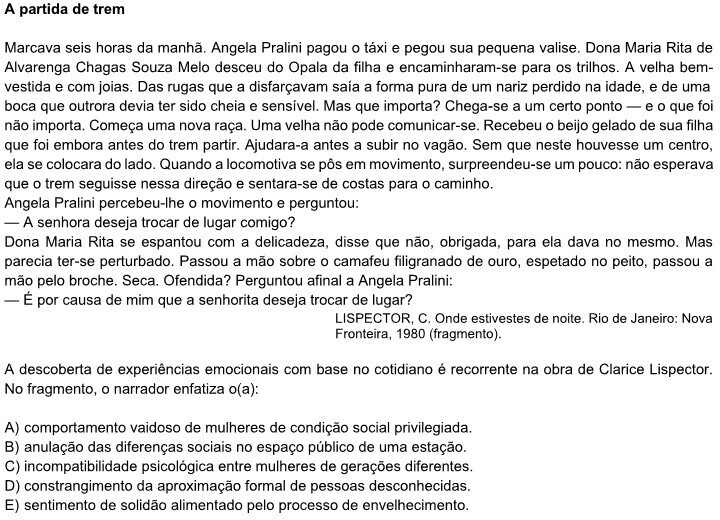 A partida de trem
Marcava seis horas da manhã. Angela Pralini pagou o táxi e pegou sua pequena valise. Dona Maria Rita de
Alvarenga Chagas Souza Melo desceu do Opala da filha e encaminharam-se para os trilhos. A velha bem-
vestida e com joias. Das rugas que a disfarçavam saía a forma pura de um nariz perdido na idade, e de uma
boca que outrora devia ter sido cheia e sensível. Mas que importa? Chega-se a um certo ponto — e o que foi
não importa. Começa uma nova raça. Uma velha não pode comunicar-se. Recebeu o beijo gelado de sua filha
que foi embora antes do trem partir. Ajudara-a antes a subir no vagão. Sem que neste houvesse um centro,
ela se colocara do lado. Quando a locomotiva se pôs em movimento, surpreendeu-se um pouco: não esperava
que o trem seguisse nessa direção e sentara-se de costas para o caminho.
Angela Pralini percebeu-lhe o movimento e perguntou:
— A senhora deseja trocar de lugar comigo?
Dona Maria Rita se espantou com a delicadeza, disse que não, obrigada, para ela dava no mesmo. Mas
parecia ter-se perturbado. Passou a mão sobre o camafeu filigranado de ouro, espetado no peito, passou a
mão pelo broche. Seca. Ofendida? Perguntou afinal a Angela Pralini:
— É por causa de mim que a senhorita deseja trocar de lugar?
LISPECTOR, C. Onde estivestes de noite. Rio de Janeiro: Nova
Fronteira, 1980 (fragmento).
A descoberta de experiências emocionais com base no cotidiano é recorrente na obra de Clarice Lispector.
No fragmento, o narrador enfatiza o(a):
A) comportamento vaidoso de mulheres de condição social privilegiada.
B) anulação das diferenças sociais no espaço público de uma estação.
C) incompatibilidade psicológica entre mulheres de gerações diferentes.
D) constrangimento da aproximação formal de pessoas desconhecidas.
E) sentimento de solidão alimentado pelo processo de envelhecimento.